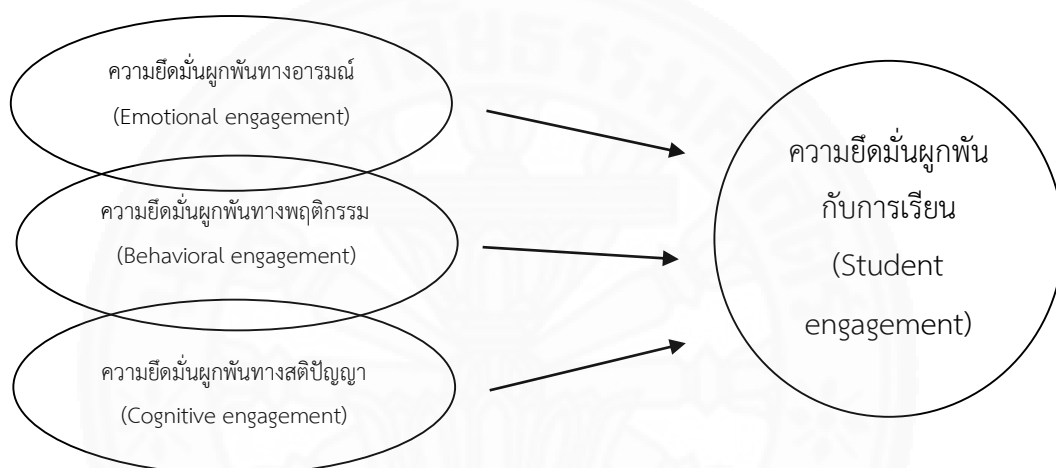 ความยึดมั่นผูกพันทางอารมณ์
(Emotional engagement)
ความยึดมั่นผูกพันทางพฤติกรรม
(Behavioral engagement)
ความยึดมั่นผูกพันทางสติปัญญา
(Cognitive engagement)
ความยึดมั่นผูกพัน
กับการเรียน
(Student
engagement)